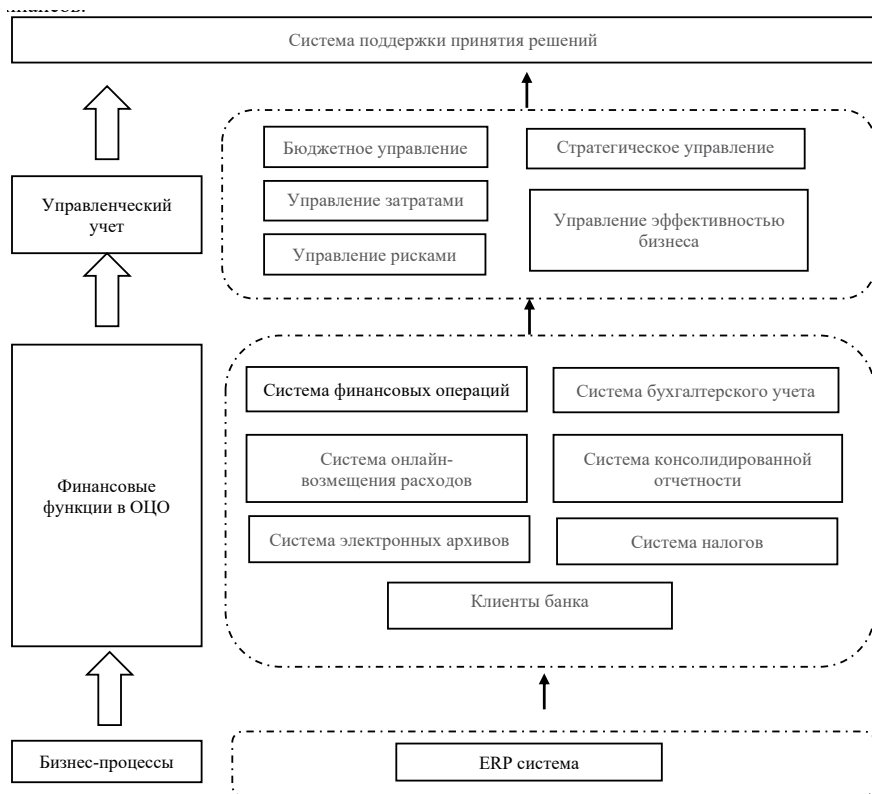 Система поддержки принятия решений
Бюджетное управление
Стратегическое управление
Управленческий
учет
Управление затратами
Управление эффективностью
бизнеса
Управление рисками
Финансовые
функции в ОЦО
Система финансовых операций
Система бухгалтерского учета
Система онлайн-
возмещения расходов
Система консолидированной
отчетности
Система электронных архивов
Система налогов
Клиенты банка
Бизнес-процессы
ERP система